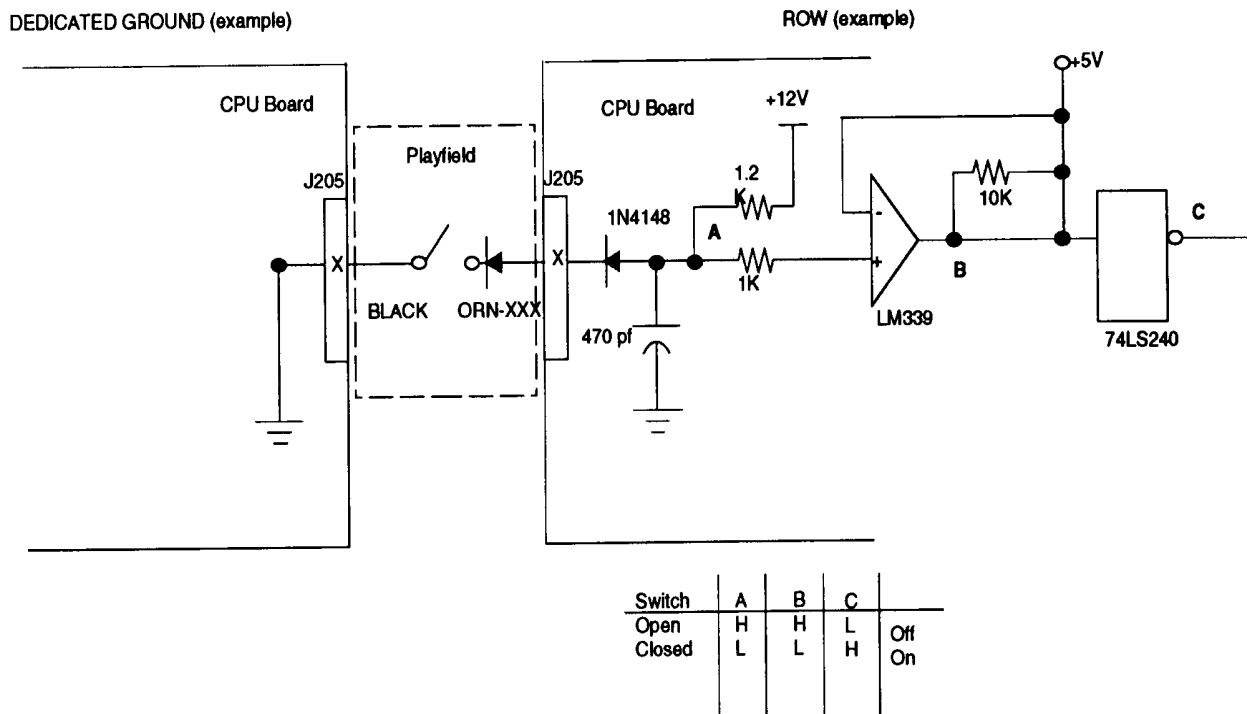 DEDICATED GROUND (example)
ROW (example)
CPU Board
CPU Board
+12V
+5V
Playfield
J205
J205
1N4148
1.2
K
A
10K
C
X
X
-
+
B
1K
BLACK
ORN-XXX
LM339
470 pf
74LS240
Switch A B C
Open H H L Off
Closed L L H On